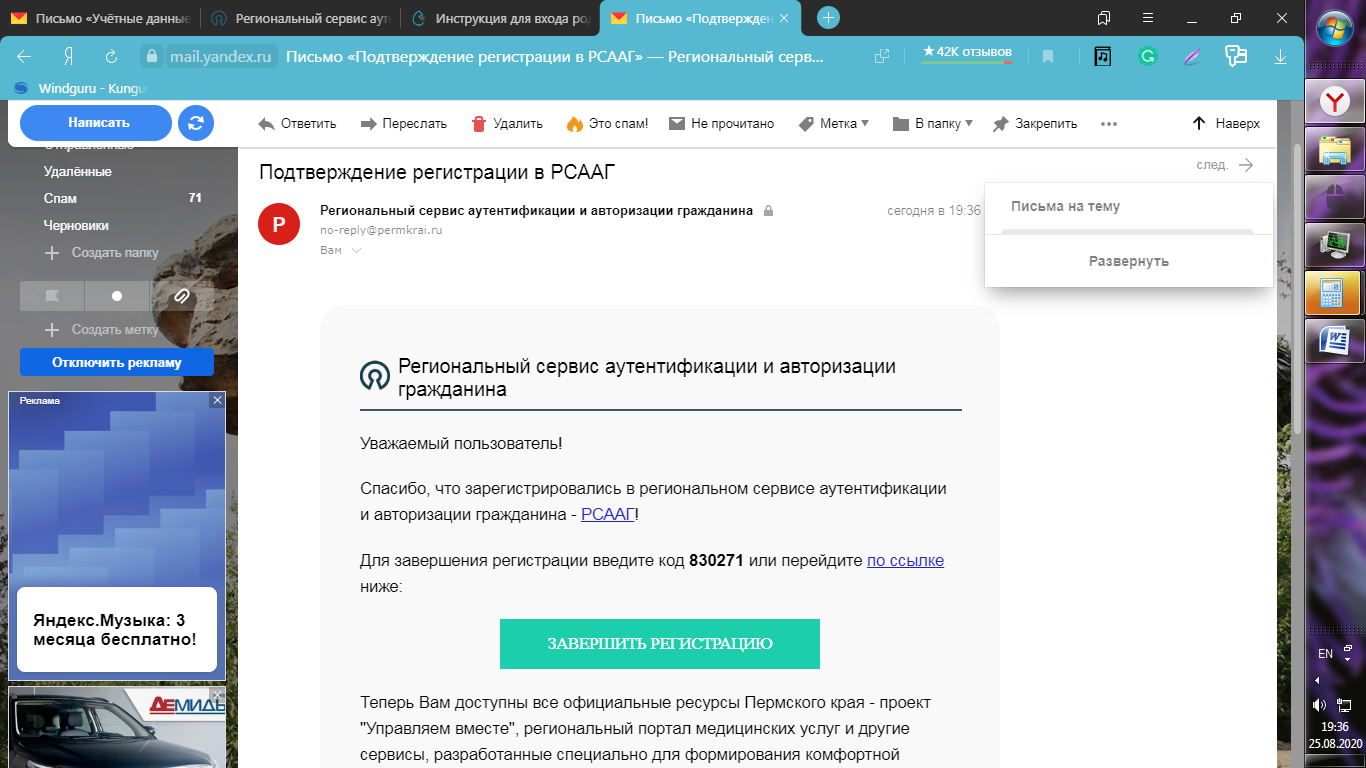 Письмо «Учётные данные
Региональный сервис аут
Инструкция для входа род
Письмо «Подтвержден
mail.yandex.ru
Письмо «Подтверждение регистрации в РСААГ» — Региональный серв...
★42K отзывов
Windguru - Kungu
Написать
Ответить
Переслать
Удалить
Это спам!
Не прочитано
Метка
В папку
Закрепить
Наверх
Отправленные
Удалённые
Спам 71
Черновики
Создать папку
Создать метку
Отключить рекламу
Реклама
Яндекс.Музыка: 3
месяца бесплатно!
Подтверждение регистрации в РСААГ
след.
Р
Региональный сервис аутентификации и авторизации гражданина
сегодня в 19:36
no-reply@permkrai.ru
Вам
Письма на тему
Развернуть
Региональный сервис аутентификации и авторизации
гражданина
Уважаемый пользователь!
Спасибо, что зарегистрировались в региональном сервисе аутентификации
и авторизации гражданина - РСААГ!
Для завершения регистрации введите код 830271 или перейдите по ссылке
ниже:
ЗАВЕРШИТЬ РЕГИСТРАЦИЮ
Теперь Вам доступны все официальные ресурсы Пермского края - проект
"Управляем вместе", региональный портал медицинских услуг и другие
сервисы, разработанные специально для формирования комфортной
EN
19:36
25.08.2020